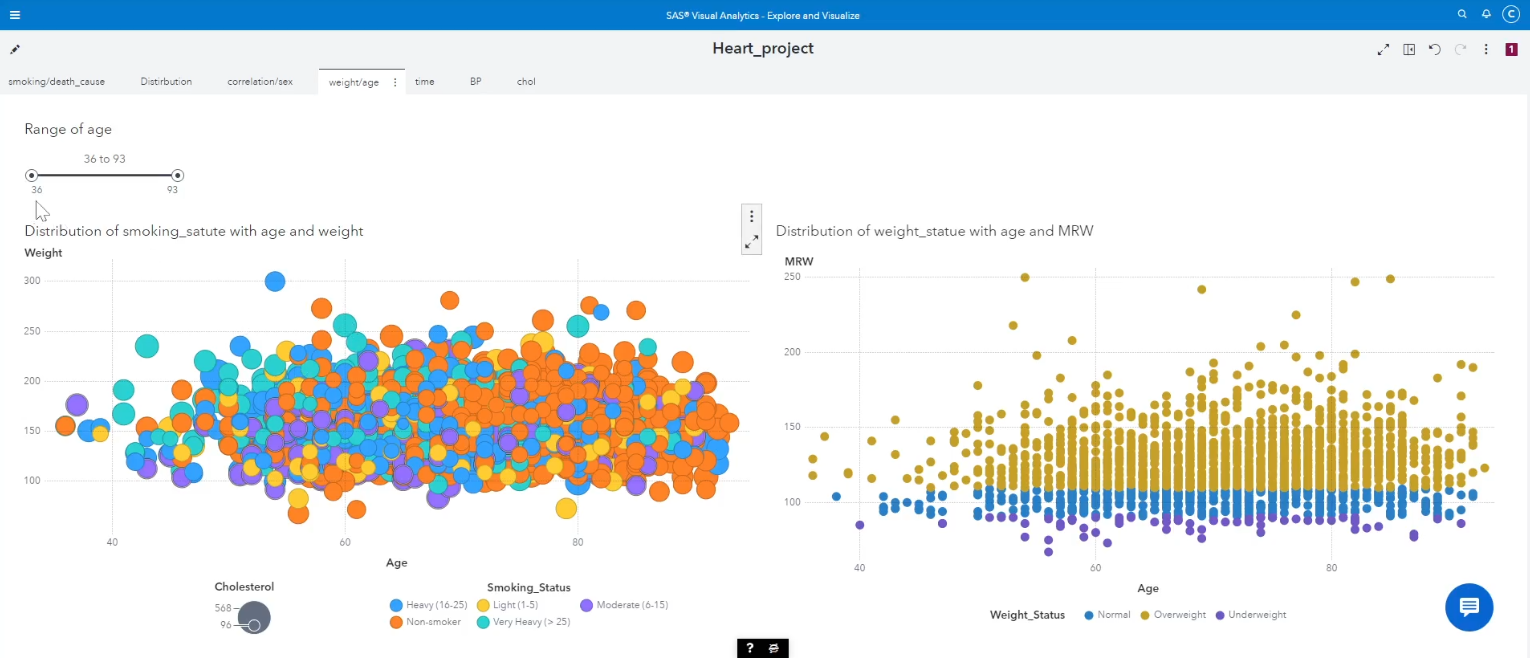 SAS® Visual Analytics - Explore and Visualize
C
Heart_project
1
smoking/death_cause Distirbution correlation/sex weight/age time BP chol
Range of age
36 to 93
36 93
Distribution of smoking_satute with age and weight
Weight
300
250
200
150
100
40 60 80
Age
Cholesterol
568
96
Smoking_Status
Heavy (16-25) Light (1-5) Moderate (6-15)
Non-smoker Very Heavy (> 25)
Distribution of weight_statue with age and MRW
MRW
250
200
150
100
40 60 80
Age
Weight_Status Normal Overweight Underweight
?